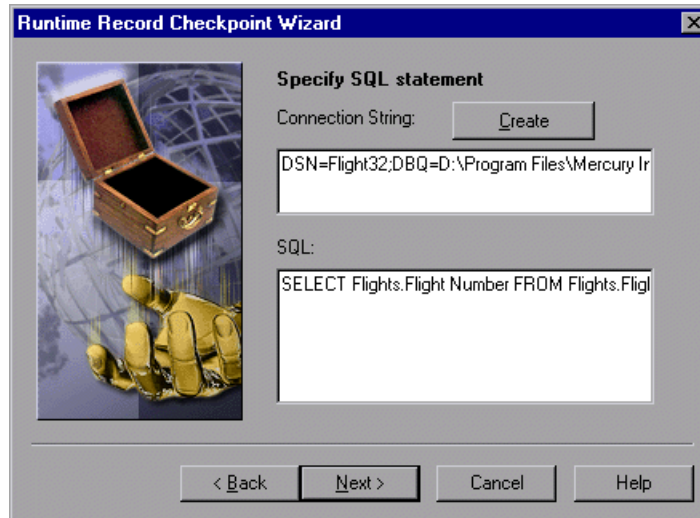 Runtime Record Checkpoint Wizard
Specify SQL statement
Connection String:
Create
DSN=Flight32;DBQ=D:\Program Files\Mercury Ir
SQL:
SELECT Flights.Flight Number FROM Flights.Fligl
< Back
Next >
Cancel
Help